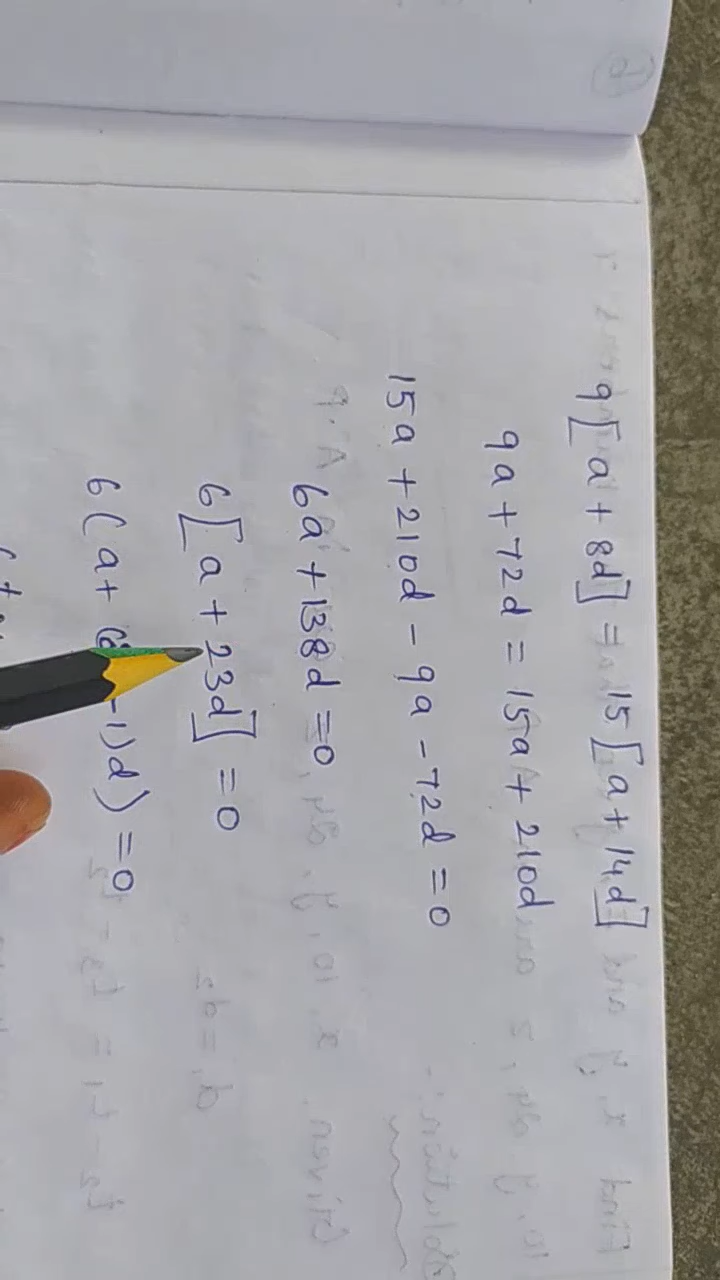 9[a + 8d] = 15[a + 14d]
9a + 72d = 15a + 210d
15a + 210d - 9a - 72d = 0
6a + 138d = 0
6[a + 23d] = 0
6(a + -1)d) = 0